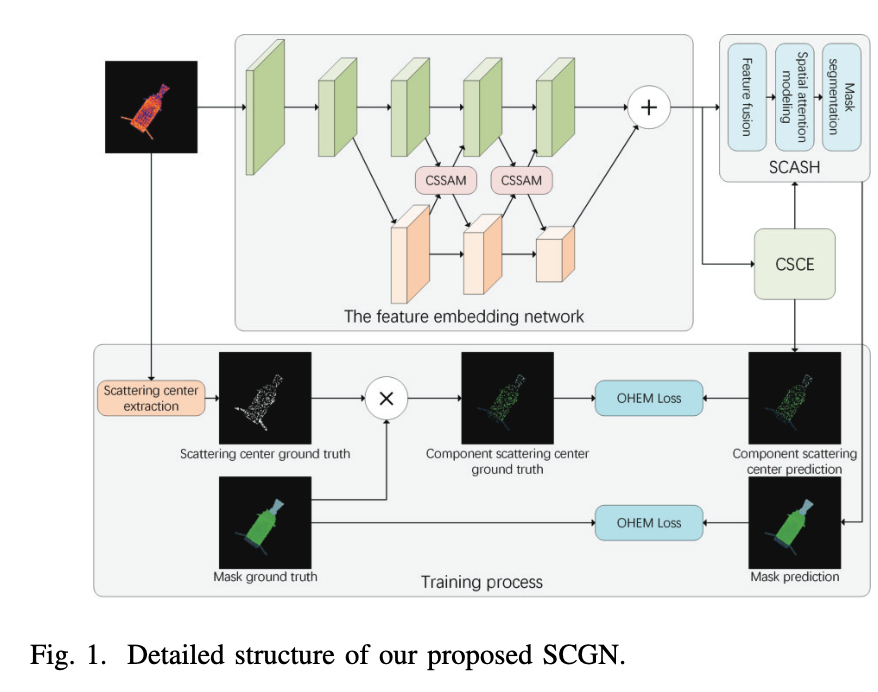 Feature fusion
Spatial attention
modeling
Mask
segmentation
SCASH
CSSAM
CSSAM
CSCE
The feature embedding network
Scattering center
extraction
OHEM Loss
Scattering center ground truth
Component scattering center
ground truth
Component scattering
center prediction
OHEM Loss
Mask ground truth
Mask prediction
Training process
Fig. 1. Detailed structure of our proposed SCGN.